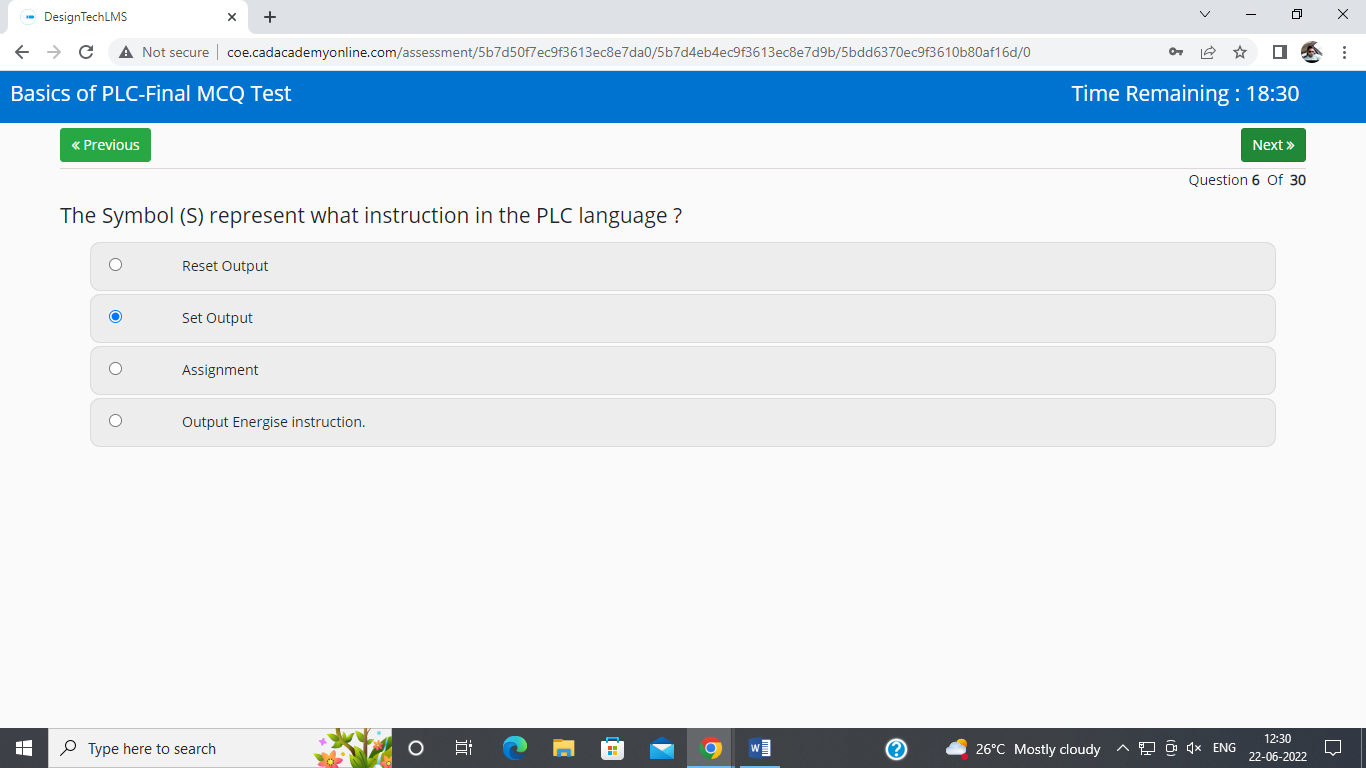 DesignTechLMS
Not secure
coe.cadacademyonline.com/assessment/5b7d50f7ec9f3613ec8e7da0/5b7d4eb4ec9f3613ec8e7d9b/5bdd6370ec9f3610b80af16d/0
Basics of PLC-Final MCQ Test
Time Remaining : 18:30
« Previous
Next »
Question 6 Of 30
The Symbol (S) represent what instruction in the PLC language ?
Reset Output
Set Output
Assignment
Output Energise instruction.
Type here to search
26°C Mostly cloudy
ENG
12:30
22-06-2022